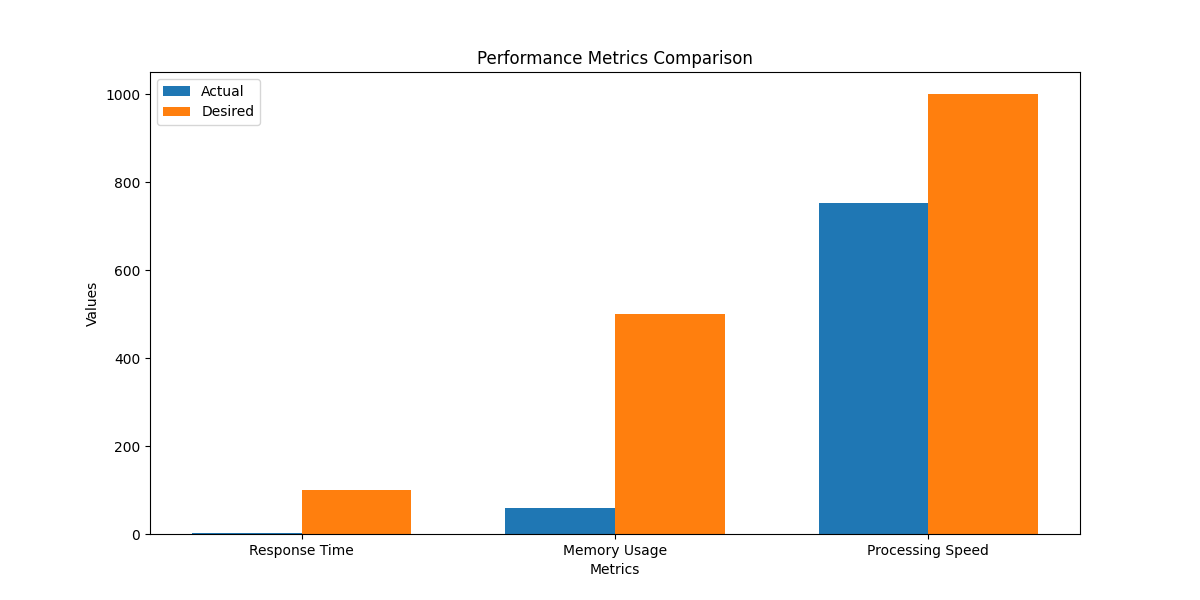 Performance Metrics Comparison
Actual
Desired
1000
800
600
400
200
0
Values
Response Time
Memory Usage
Processing Speed
Metrics